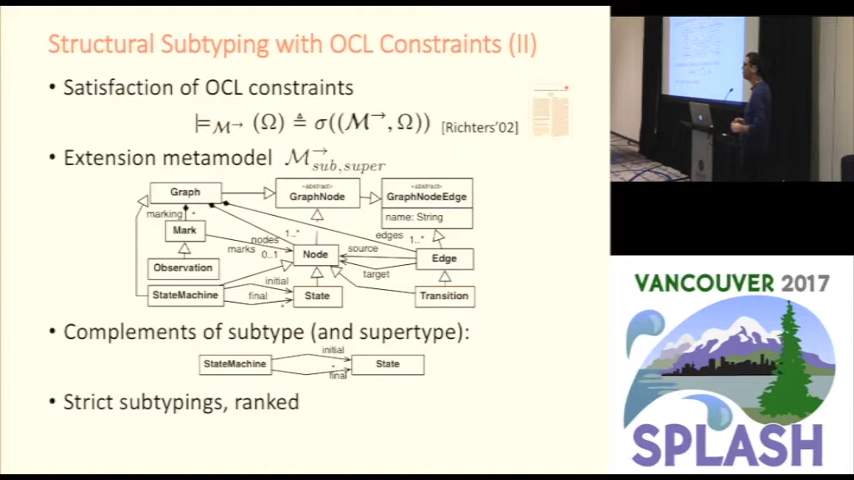 Structural Subtyping with OCL Constraints (II)
• Satisfaction of OCL constraints
⊨ℳ→ (Ω) ≜ σ((ℳ→, Ω)) [Richters'02]
• Extension metamodel ℳ→sub,super
«abstract»
GraphNode
«abstract»
GraphNodeEdge
name: String
Graph
marking
*
Mark
marks
nodes
1..*
0..1
edges
1..*
Node
source
target
Edge
Observation
StateMachine
initial
final
*
State
Transition
• Complements of subtype (and supertype):
StateMachine
initial
*
final
State
• Strict subtypings, ranked
VANCOUVER 2017
SPLASH